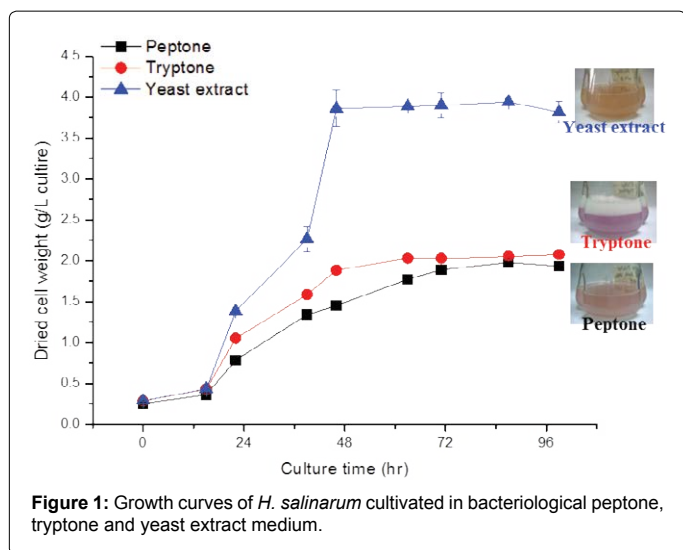 Peptone
Tryptone
Yeast extract
4.5
4.0
3.5
3.0
2.5
2.0
1.5
1.0
0.5
0.0
Dried cell weight (g/L cultire)
0
24
48
72
96
Culture time (hr)
Yeast extract
Tryptone
Peptone
Figure 1: Growth curves of H. salinarum cultivated in bacteriological peptone,
tryptone and yeast extract medium.